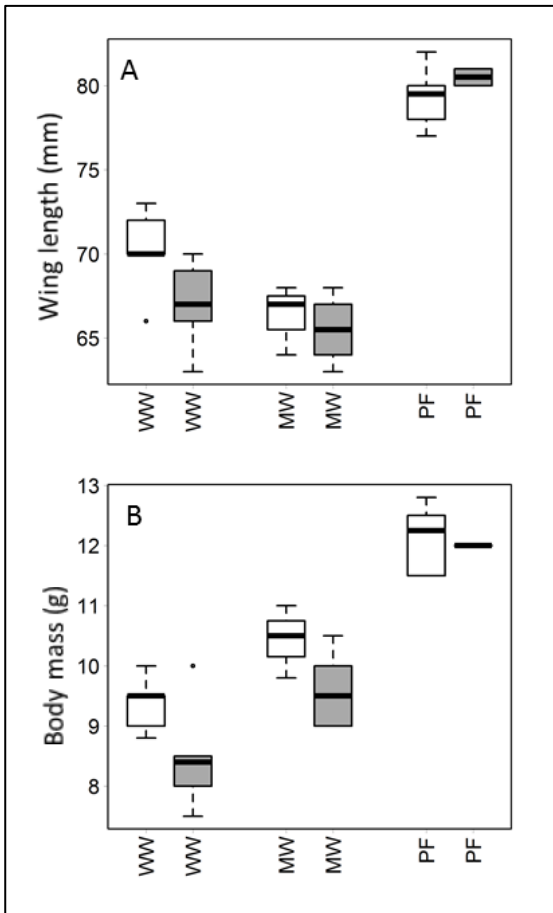 A
Wing length (mm)
80
75
70
65
WW
WW
MW
MW
PF
PF
B
Body mass (g)
13
12
11
10
9
8
WW
WW
MW
MW
PF
PF